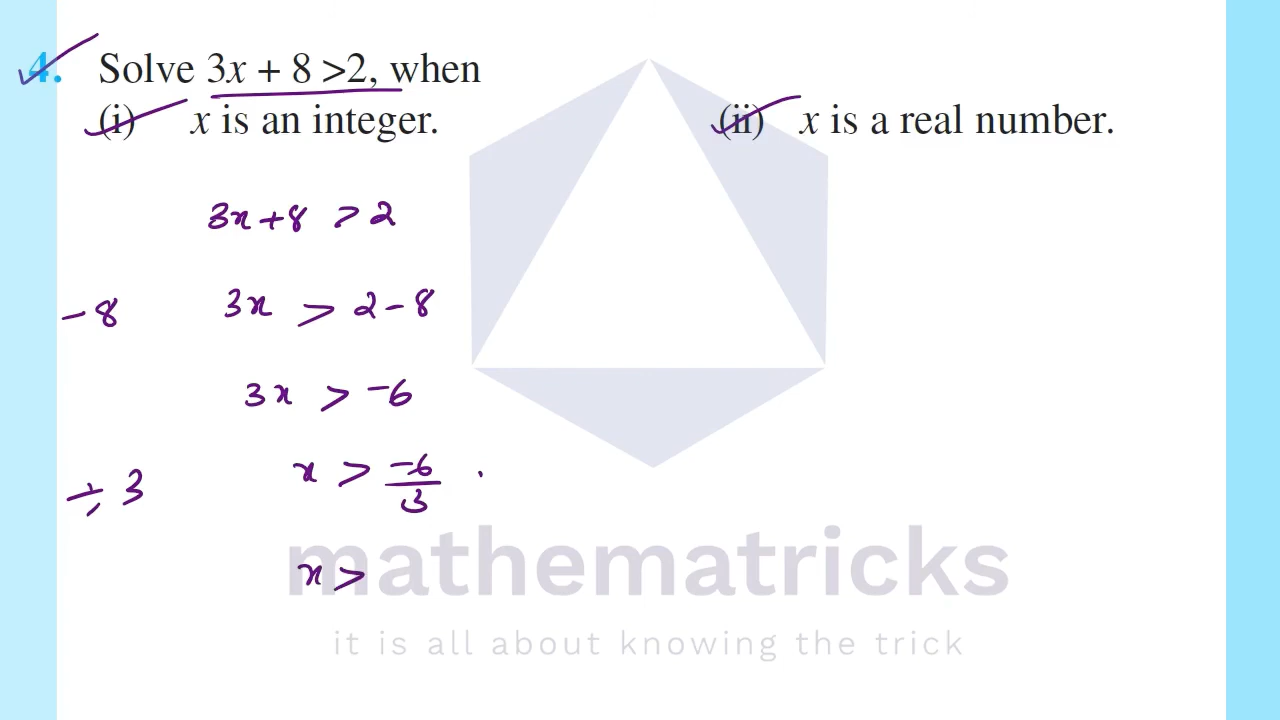 4. Solve 3x + 8 >2, when
(i) x is an integer. (ii) x is a real number.
3x+8 > 2
-8 3x > 2-8
3x > -6
÷ 3 x > -6/3
x >
mathematricks
it is all about knowing the trick